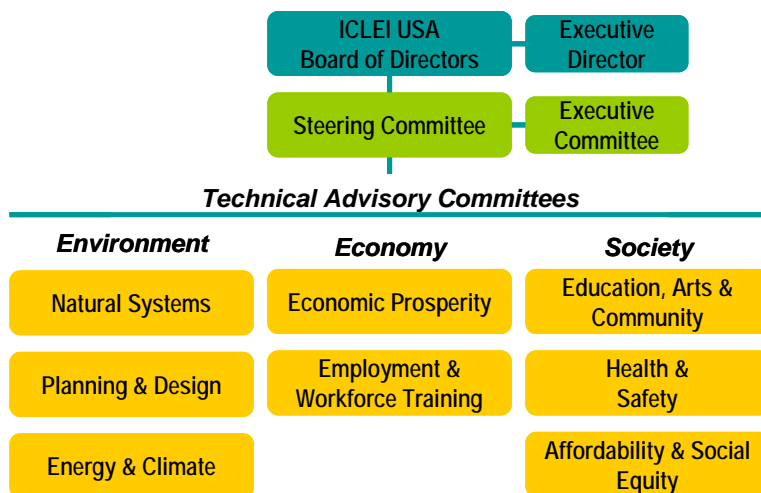 ICLEI USA
Board of Directors
Executive
Director
Steering Committee
Executive
Committee
Technical Advisory Committees
Environment
Economy
Society
Natural Systems
Economic Prosperity
Education, Arts &
Community
Planning & Design
Employment &
Workforce Training
Health &
Safety
Energy & Climate
Affordability & Social
Equity